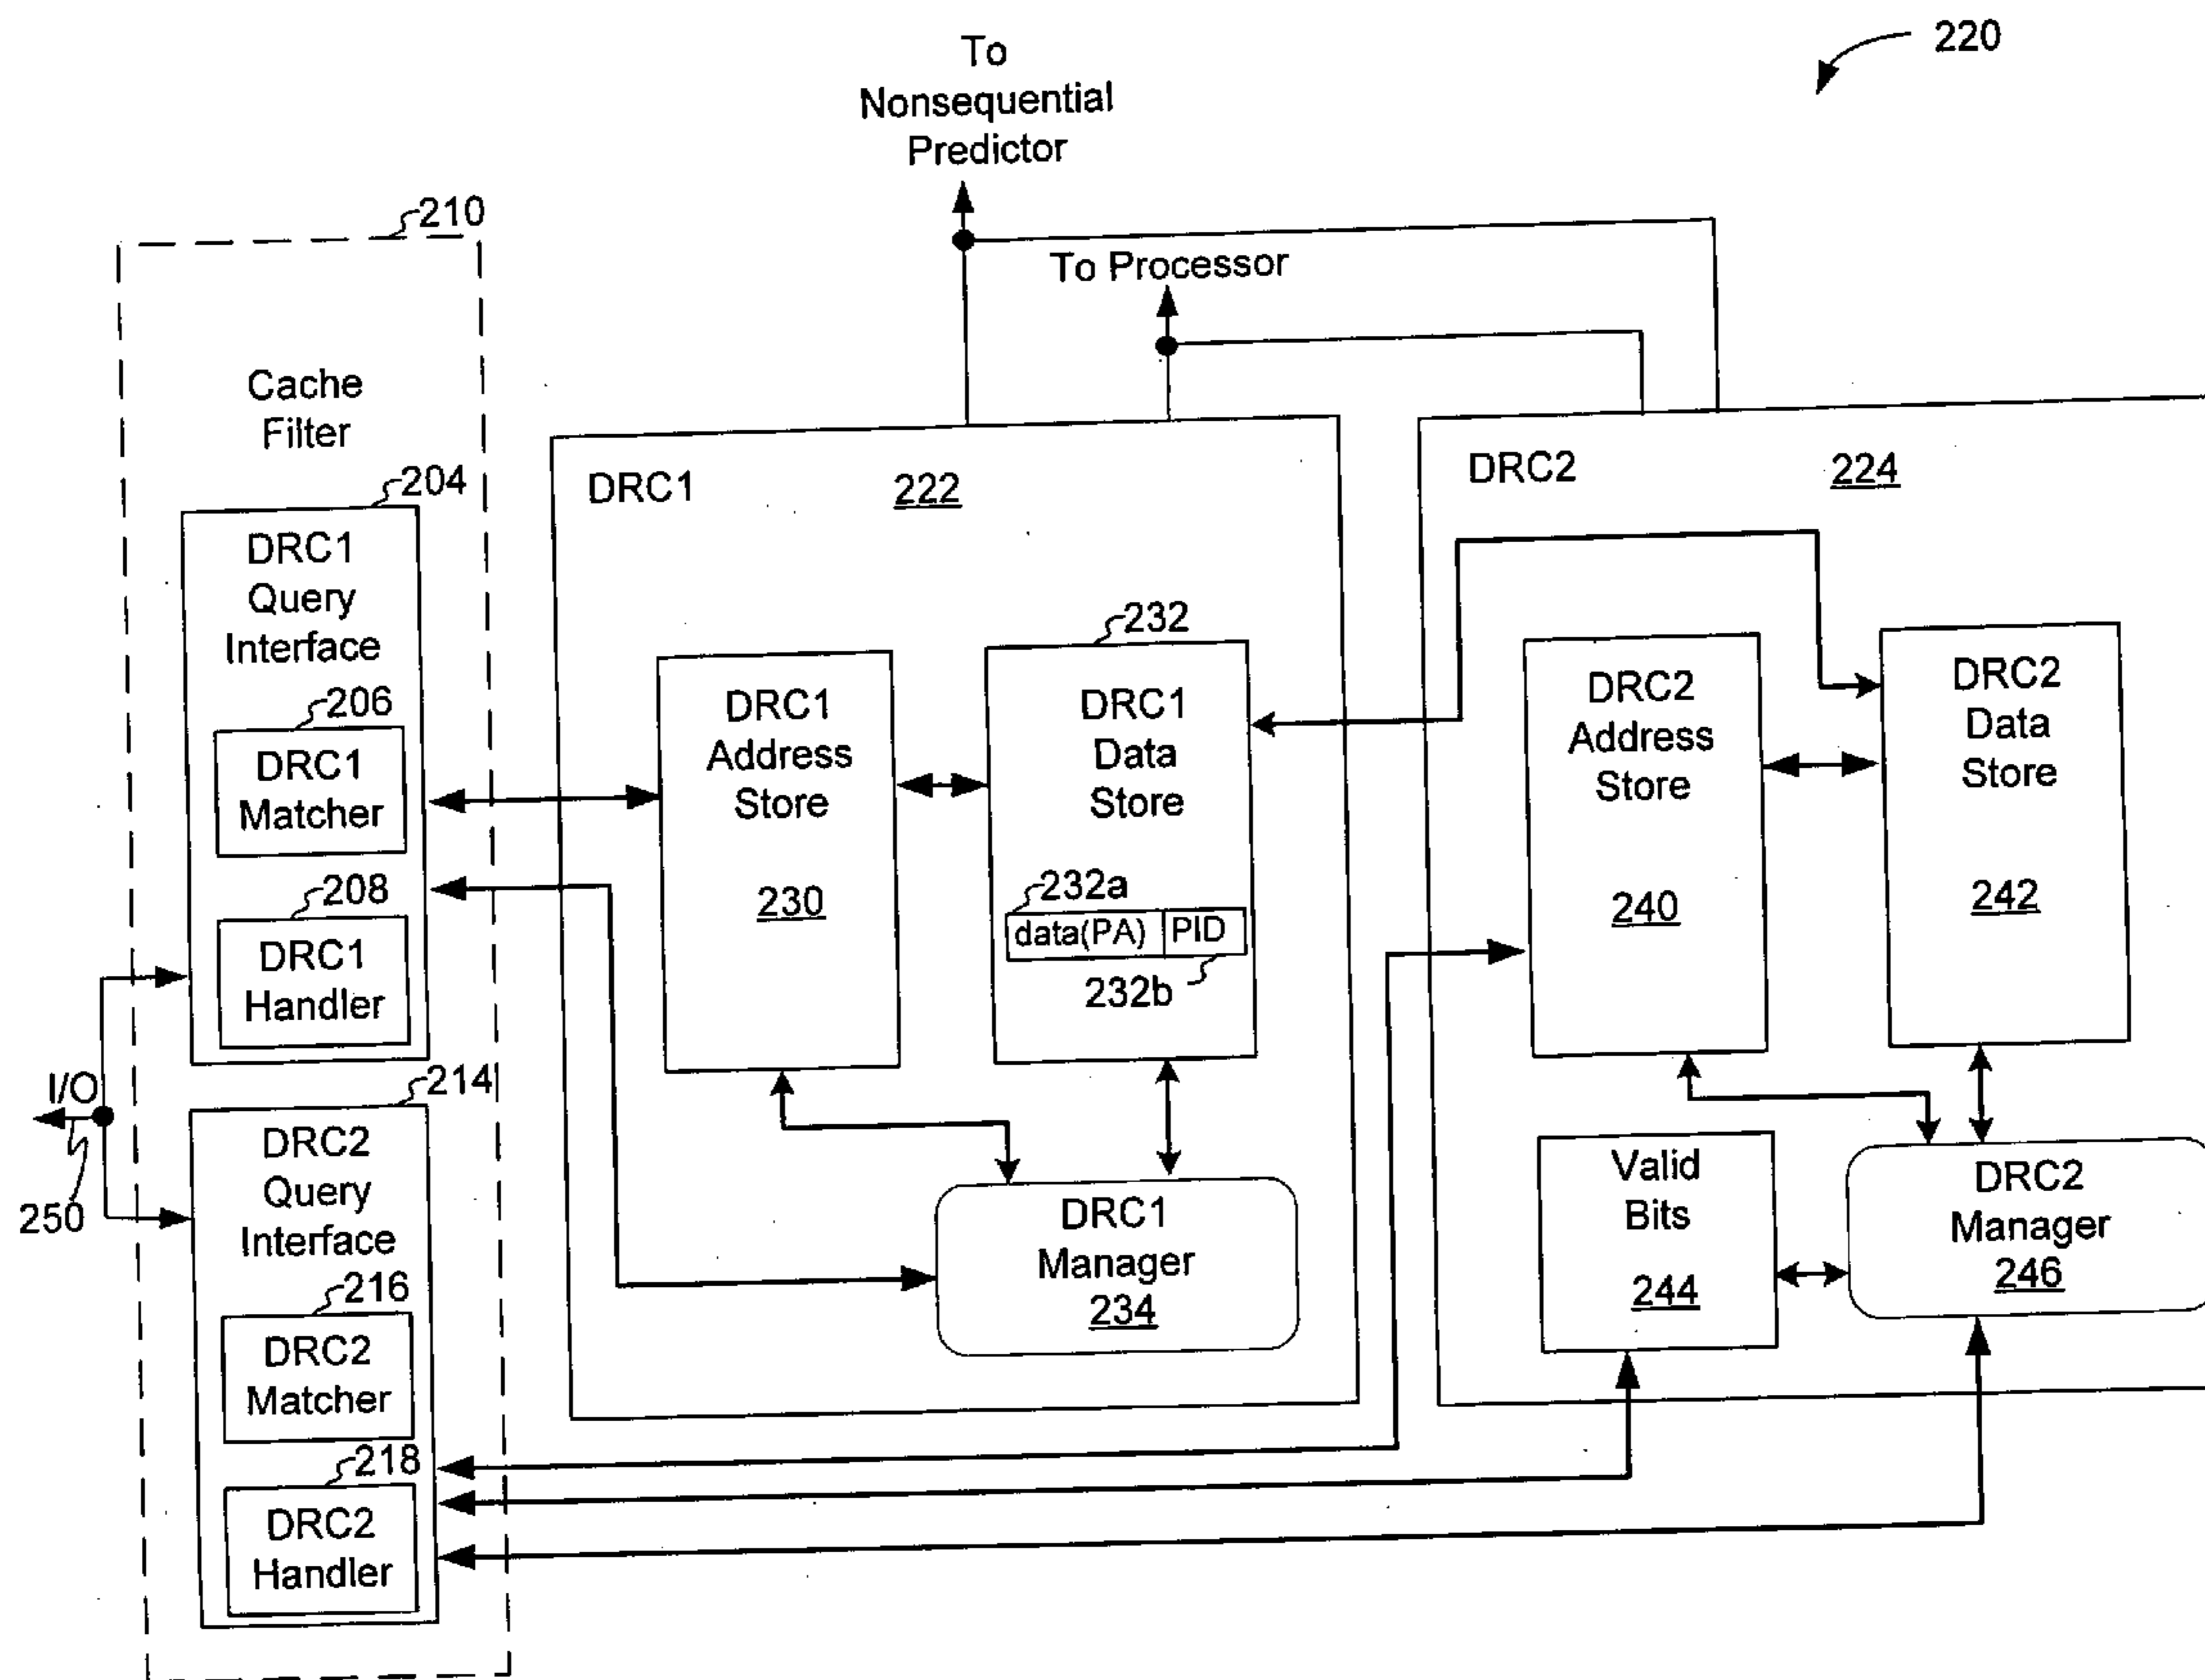 220
To
Nonsequential
Predictor
To Processor
210
Cache
Filter
204
DRC1
Query
Interface
206
DRC1
Matcher
208
DRC1
Handler
I/O
250
214
DRC2
Query
Interface
216
DRC2
Matcher
218
DRC2
Handler
DRC1
222
DRC1
Address
Store
230
232
DRC1
Data
Store
232a
data(PA) PID
232b
DRC1
Manager
234
DRC2
224
DRC2
Address
Store
240
DRC2
Data
Store
242
Valid
Bits
244
DRC2
Manager
246